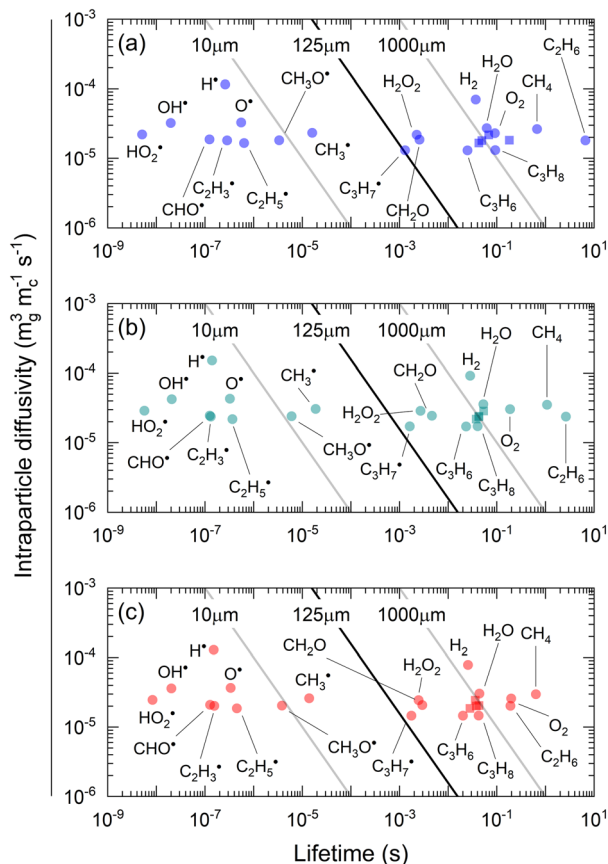 (a)
10μm
125μm
1000μm
C₂H₆
H₂O
CH₄
H•
CH₃O•
H₂O₂
H₂
O₂
OH•
O•
HO₂•
CH₃•
C₃H₇•
C₃H₈
CHO•
C₂H₃•
C₂H₅•
CH₂O
C₃H₆
10⁻³
10⁻⁴
10⁻⁵
10⁻⁶
10⁻⁹
10⁻⁷
10⁻⁵
10⁻³
10⁻¹
10¹
(b)
10μm
125μm
1000μm
H₂O
CH₄
H•
CH₃•
CH₂O
H₂
OH•
O•
HO₂•
H₂O₂
CHO•
C₂H₃•
CH₃O•
O₂
C₂H₅•
C₃H₇•
C₃H₆
C₃H₈
C₂H₆
10⁻³
10⁻⁴
10⁻⁵
10⁻⁶
10⁻⁹
10⁻⁷
10⁻⁵
10⁻³
10⁻¹
10¹
(c)
10μm
125μm
1000μm
CH₂O
H₂O
CH₄
H•
H₂
OH•
O•
CH₃•
H₂O₂
HO₂•
CHO•
C₂H₃•
C₂H₅•
CH₃O•
C₃H₇•
C₃H₆
C₃H₈
O₂
C₂H₆
10⁻³
10⁻⁴
10⁻⁵
10⁻⁶
10⁻⁹
10⁻⁷
10⁻⁵
10⁻³
10⁻¹
10¹
Intraparticle diffusivity (m³g m⁻¹c s⁻¹)
Lifetime (s)